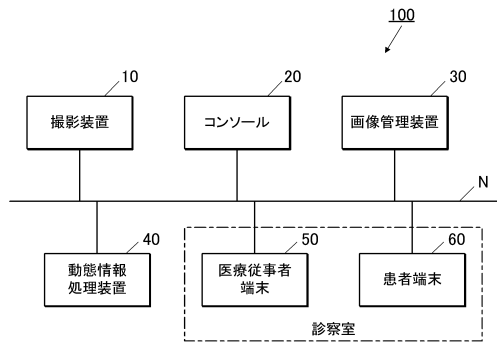 100
10
20
30
撮影装置
コンソール
画像管理装置
N
40
50
60
動態情報
処理装置
医療従事者
端末
患者端末
診察室